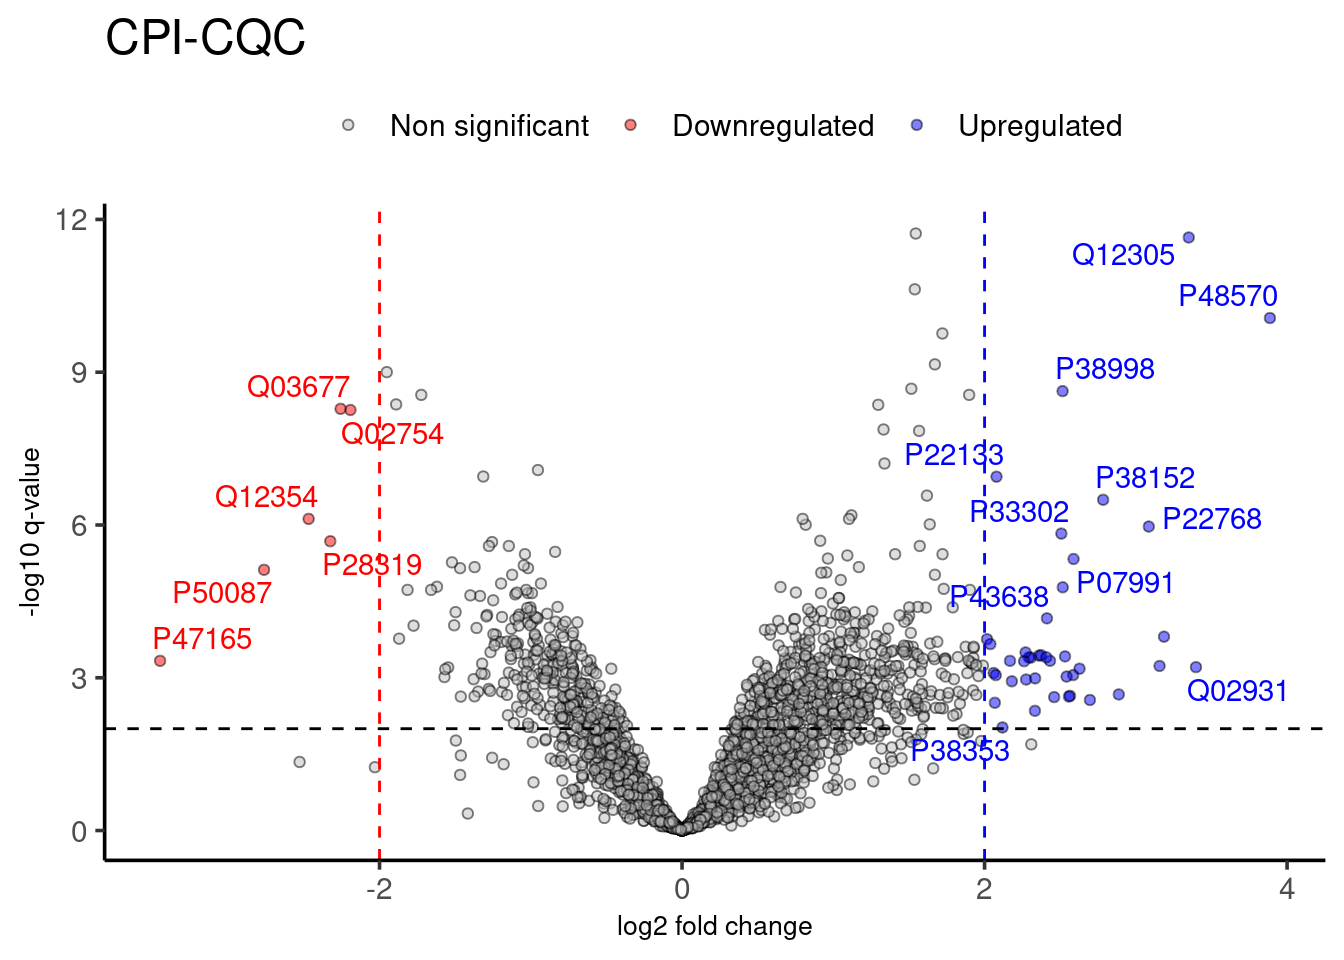 CPI-CQC
Non significant
Downregulated
Upregulated
12
9
6
3
0
-log10 q-value
Q12305
P48570
P38998
Q03677
Q02754
P22133
P38152
Q12354
P33302
P22768
P28319
P50087
P07991
P43638
P47165
Q02931
P38353
-2
0
2
4
log2 fold change